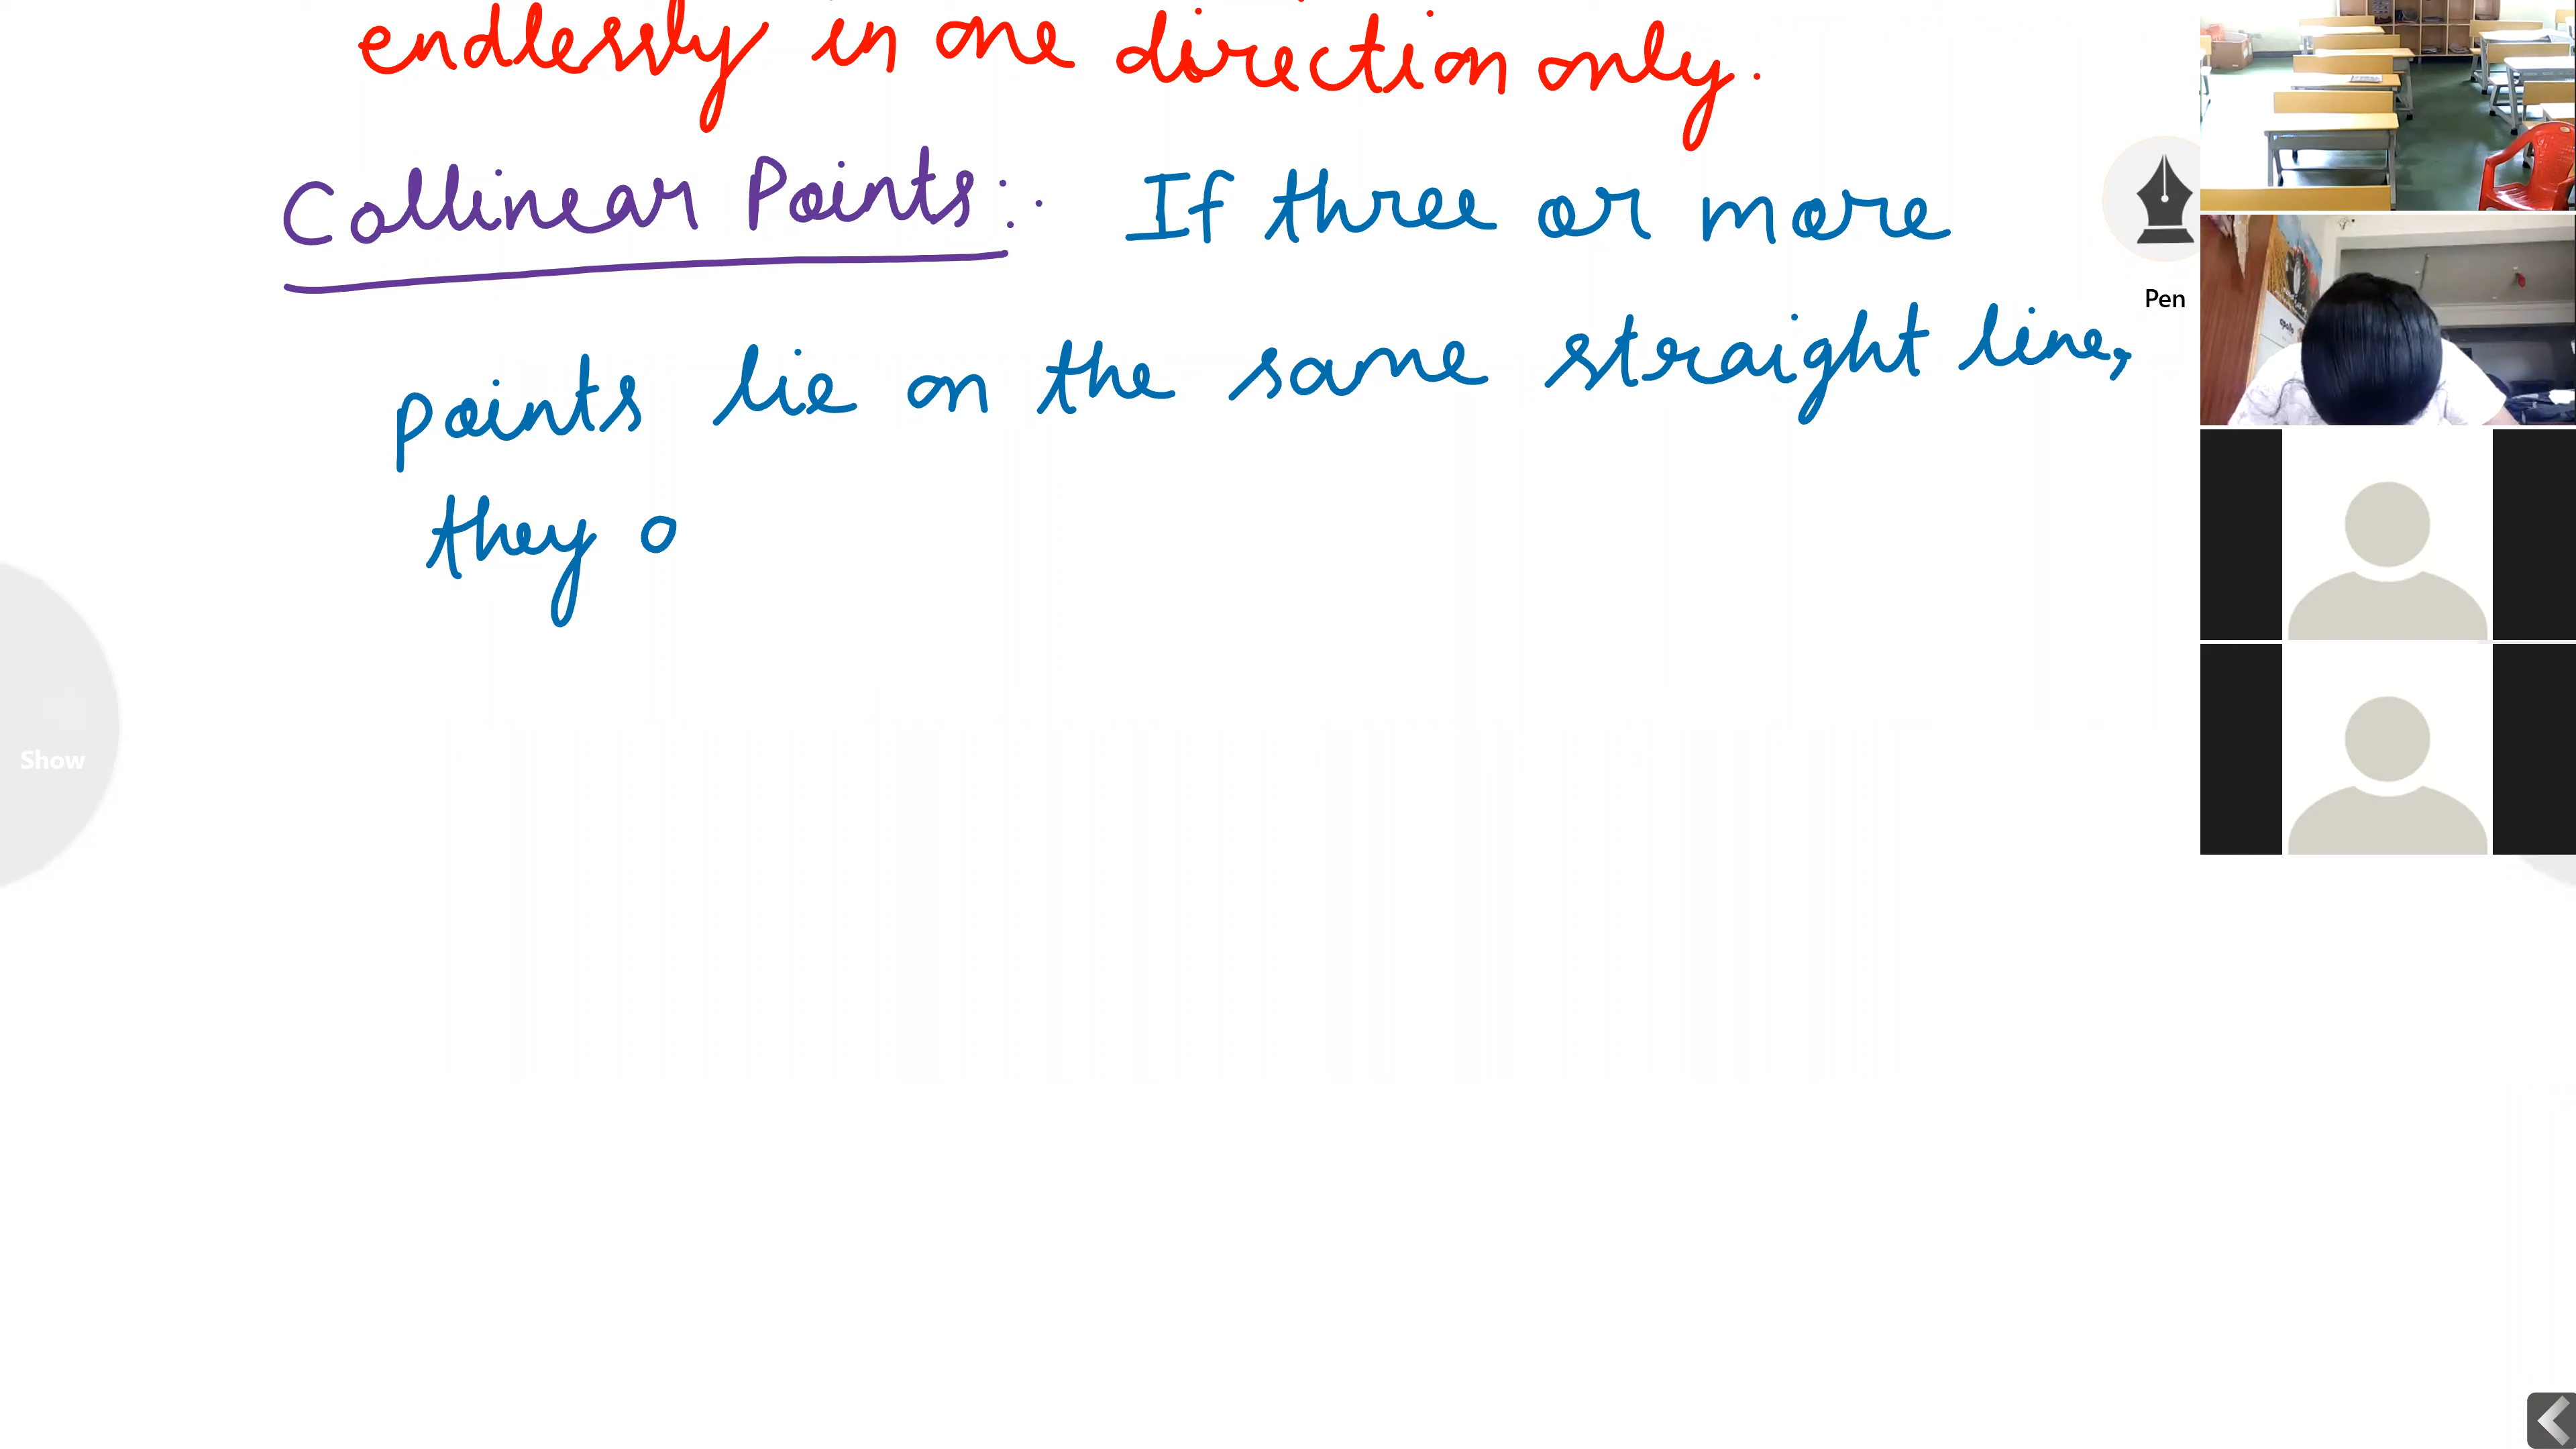 endlessly in one direction only.
Collinear Points:- If three or more
points lie on the same straight line,
they o
Pen
Show